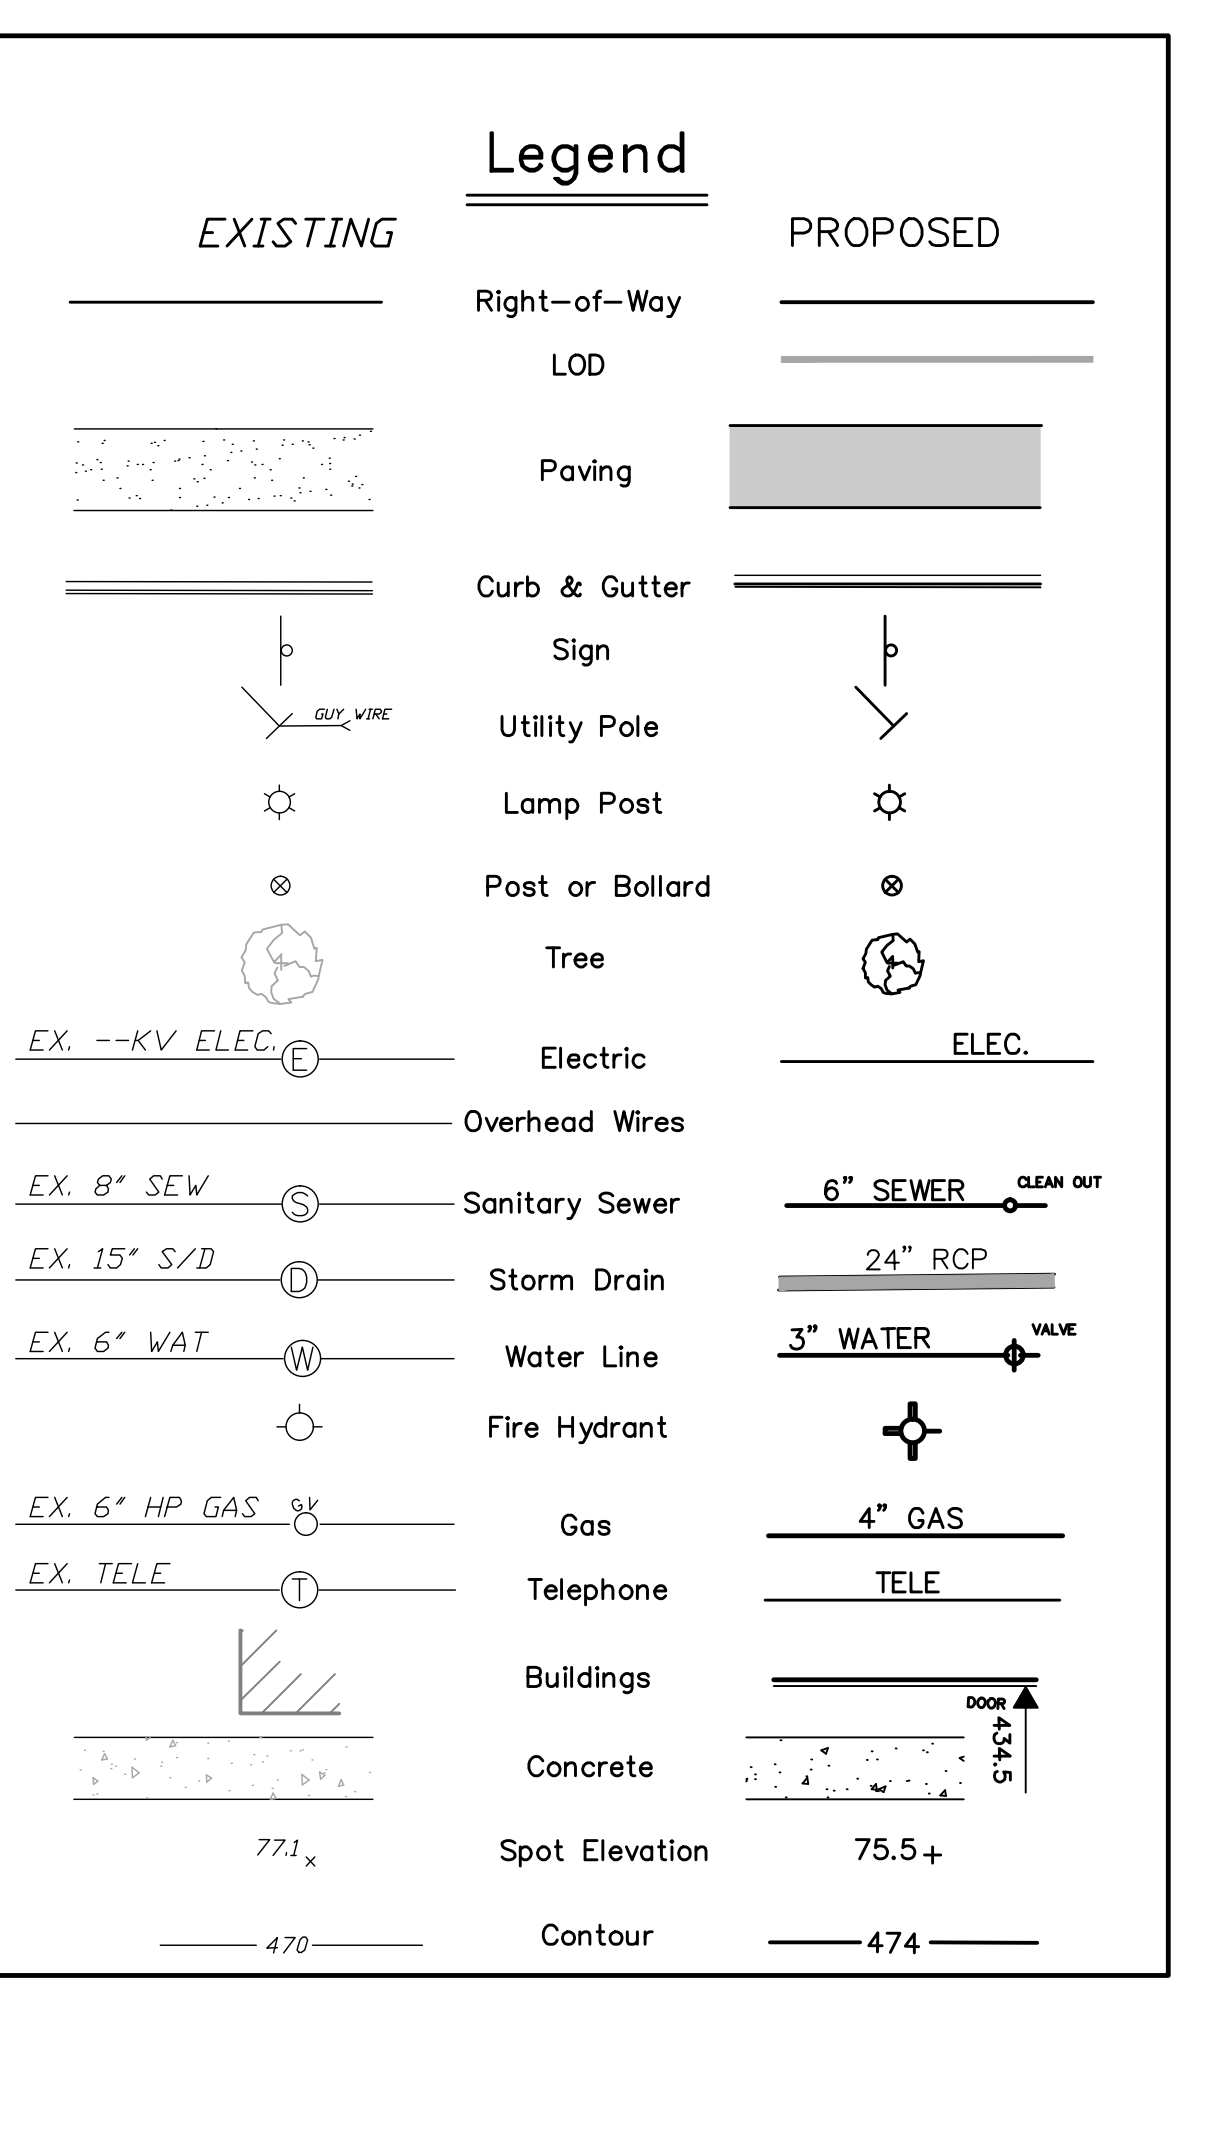 Legend
EXISTING PROPOSED
Right-of-Way
LOD
Paving
Curb & Gutter
Sign
GUY WIRE Utility Pole
Lamp Post
Post or Bollard
Tree
EX. --KV ELEC. E Electric ELEC.
Overhead Wires
EX. 8" SEW S Sanitary Sewer 6" SEWER CLEAN OUT
EX. 15" S/D D Storm Drain 24" RCP
EX. 6" WAT W Water Line 3" WATER VALVE
Fire Hydrant
EX. 6" HP GAS GV Gas 4" GAS
EX. TELE T Telephone TELE
Buildings
DOOR
434.5
Concrete
77.1 x Spot Elevation 75.5 +
470 Contour 474